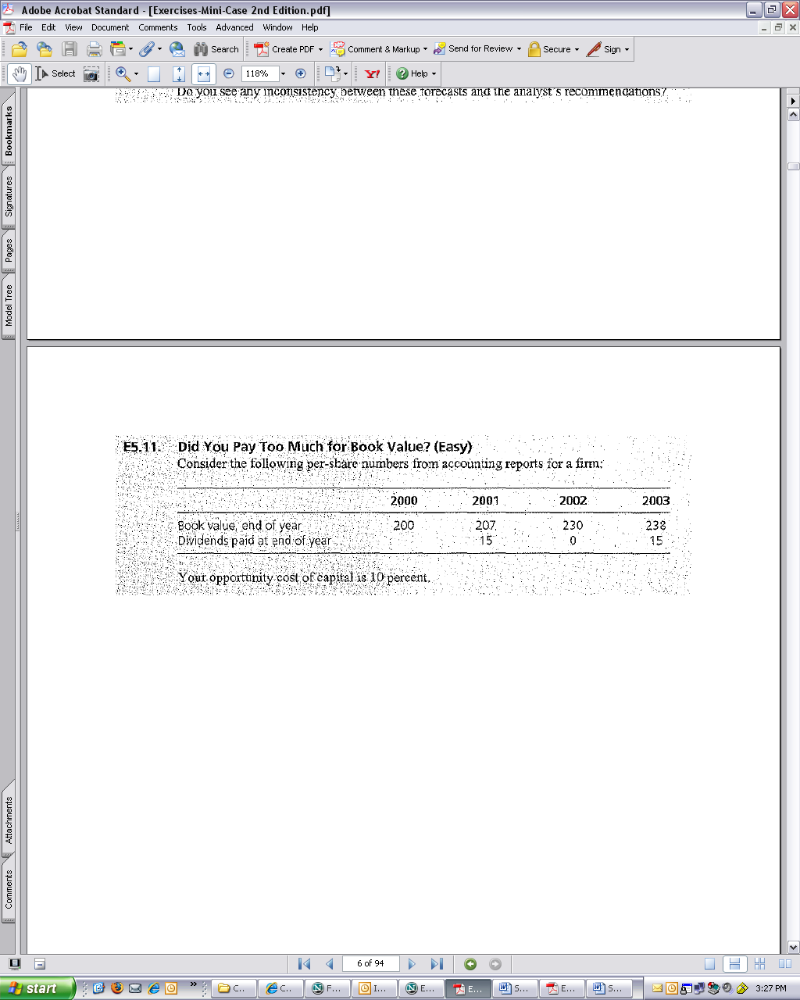 Adobe Acrobat Standard - [Exercises-Mini-Case 2nd Edition.pdf]
File Edit View Document Comments Tools Advanced Window Help
Search Create PDF Comment & Markup Send for Review Secure Sign
Select 118% Y! Help
Do you see any inconsistency between these forecasts and the analyst's recommendations?
Bookmarks
Signatures
Pages
Model Tree
E5.11. Did You Pay Too Much for Book Value? (Easy)
Consider the following per-share numbers from accounting reports for a firm:
2000 2001 2002 2003
Book value, end of year 200 207 230 238
Dividends paid at end of year 15 0 15
Your opportunity cost of capital is 10 percent.
Attachments
Comments
6 of 94
start » C.. C.. F... I... E... E... S... E... S... 3:27 PM